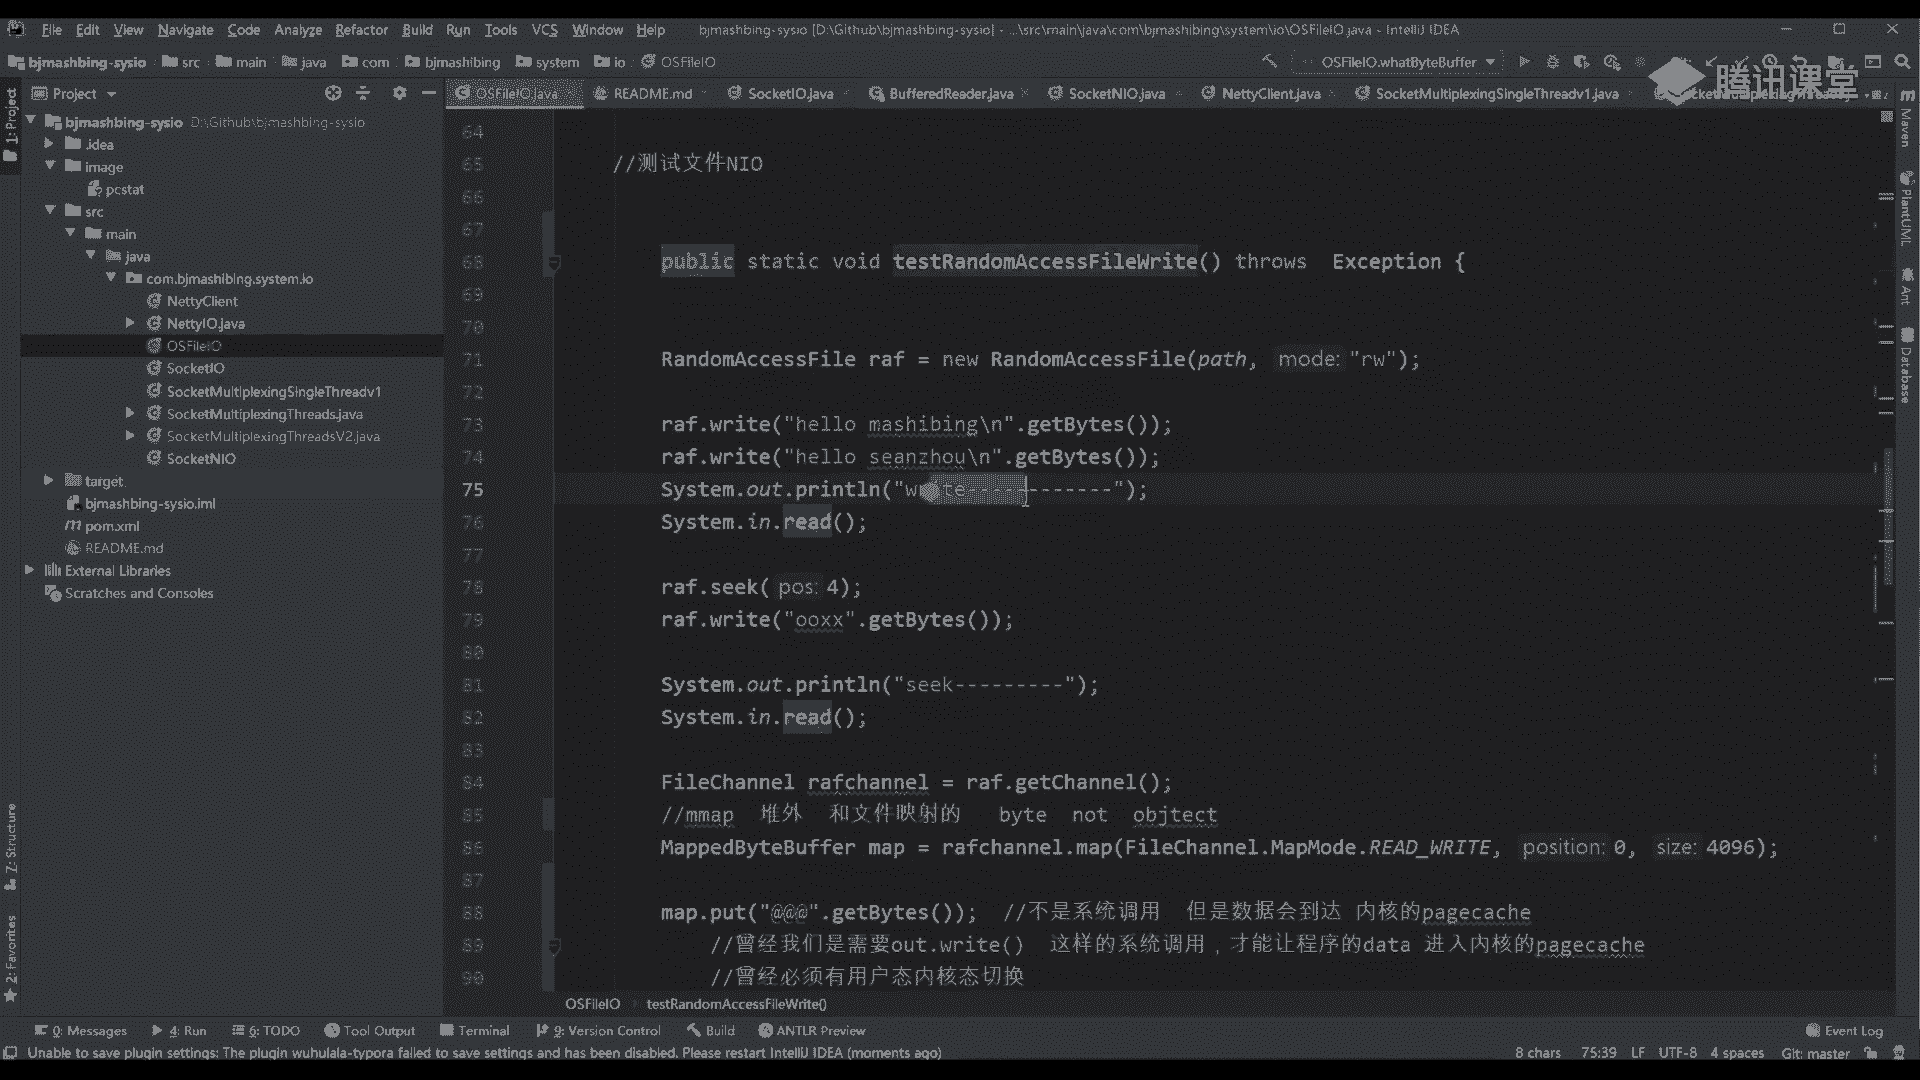 File Edit View Navigate Code Analyze Refactor Build Run Tools VCS Window Help bjmashbing-sysio [D:\Github\bjmashbing-sysio] - ...\src\main\java\com\bjmashibing\system\io\OSFileIO.java - IntelliJ IDEA
bjmashbing-sysio src main java com bjmashibing system io OSFileIO OSFileIO.whatByteBuffer
腾讯课堂
Project OSFileIO.java README.md SocketIO.java BufferedReader.java SocketNIO.java NettyClient.java SocketMultiplexingSingleThreadv1.java
1: Project
bjmashbing-sysio D:\Github\bjmashbing-sysio
.idea
image
pcstat
src
main
java
com.bjmashibing.system.io
NettyClient
NettyIO.java
OSFileIO
SocketIO
SocketMultiplexingSingleThreadv1
SocketMultiplexingThreads.java
SocketMultiplexingThreadsV2.java
SocketNIO
target
bjmashbing-sysio.iml
pom.xml
README.md
External Libraries
Scratches and Consoles
7: Structure
2: Favorites
64
65 //测试文件NIO
66
67
68 public static void testRandomAccessFileWrite() throws Exception {
69
70
71 RandomAccessFile raf = new RandomAccessFile(path, mode: "rw");
72
73 raf.write("hello mashibing\n".getBytes());
74 raf.write("hello seanzhou\n".getBytes());
75 System.out.println("write------------");
76 System.in.read();
77
78 raf.seek( pos: 4);
79 raf.write("ooxx".getBytes());
80
81 System.out.println("seek---------");
82 System.in.read();
83
84 FileChannel rafchannel = raf.getChannel();
85 //mmap 堆外 和文件映射的 byte not objtect
86 MappedByteBuffer map = rafchannel.map(FileChannel.MapMode.READ_WRITE, position: 0, size: 4096);
87
88 map.put("@@@".getBytes()); //不是系统调用 但是数据会到达 内核的pagecache
89 //曾经我们是需要out.write() 这样的系统调用，才能让程序的data 进入内核的pagecache
90 //曾经必须有用户态内核态切换
OSFileIO testRandomAccessFileWrite()
Maven
PlantUML
Ant
Database
0: Messages 4: Run 6: TODO Tool Output Terminal 9: Version Control Build ANTLR Preview Event Log
Unable to save plugin settings: The plugin wuhulala-typora failed to save settings and has been disabled. Please restart IntelliJ IDEA (moments ago) 8 chars 75:39 LF UTF-8 4 spaces Git: master